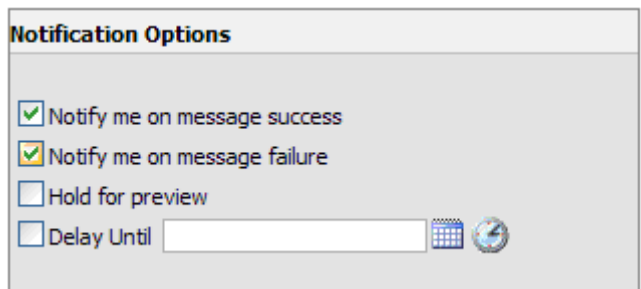 Notification Options
Notify me on message success
Notify me on message failure
Hold for preview
Delay Until